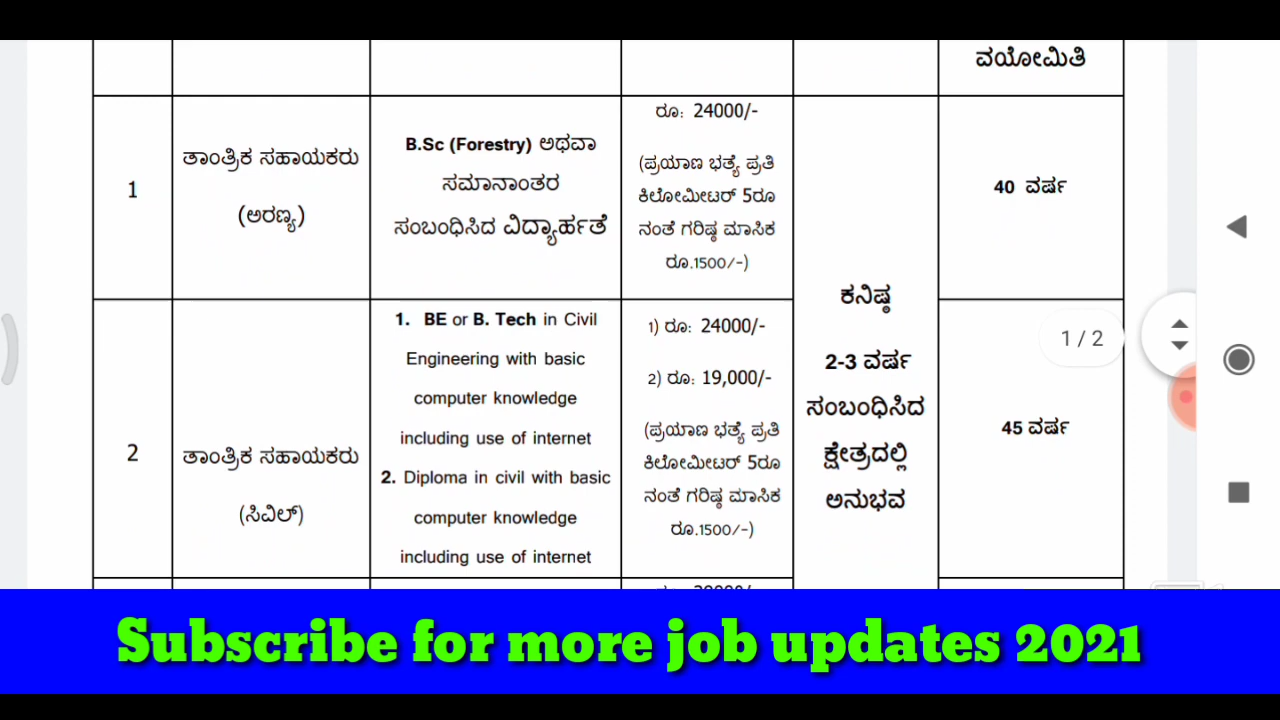 ವಯೋಮಿತಿ
1
ತಾಂತ್ರಿಕ ಸಹಾಯಕರು
(ಅರಣ್ಯ)
B.Sc (Forestry) ಅಥವಾ
ಸಮಾನಾಂತರ
ಸಂಬಂಧಿಸಿದ ವಿದ್ಯಾರ್ಹತೆ
ರೂ: 24000/-
(ಪ್ರಯಾಣ ಭತ್ಯೆ ಪ್ರತಿ
ಕಿಲೋಮೀಟರ್ 5ರೂ
ನಂತೆ ಗರಿಷ್ಠ ಮಾಸಿಕ
ರೂ.1500/-)
ಕನಿಷ್ಠ
2-3 ವರ್ಷ
ಸಂಬಂಧಿಸಿದ
ಕ್ಷೇತ್ರದಲ್ಲಿ
ಅನುಭವ
40 ವರ್ಷ
2
ತಾಂತ್ರಿಕ ಸಹಾಯಕರು
(ಸಿವಿಲ್)
1. BE or B. Tech in Civil
Engineering with basic
computer knowledge
including use of internet
2. Diploma in civil with basic
computer knowledge
including use of internet
1) ರೂ: 24000/-
2) ರೂ: 19,000/-
(ಪ್ರಯಾಣ ಭತ್ಯೆ ಪ್ರತಿ
ಕಿಲೋಮೀಟರ್ 5ರೂ
ನಂತೆ ಗರಿಷ್ಠ ಮಾಸಿಕ
ರೂ.1500/-)
45 ವರ್ಷ
1 / 2
Subscribe for more job updates 2021